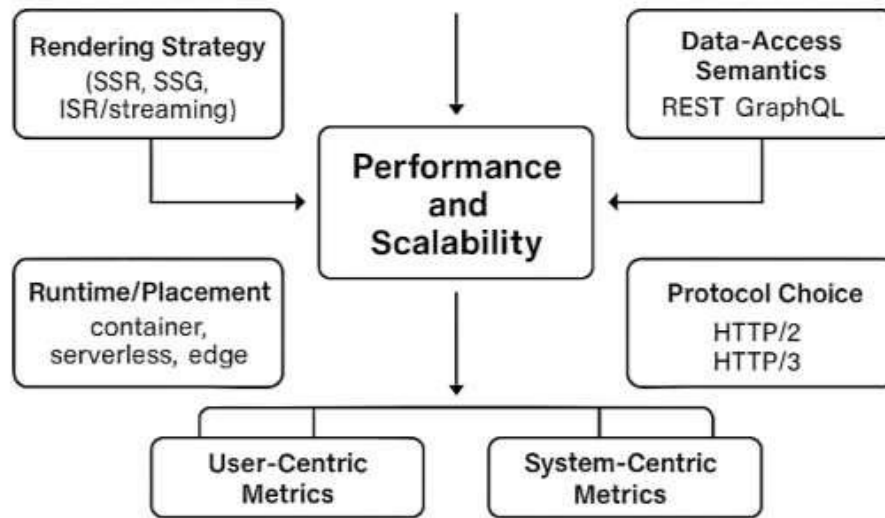 Rendering Strategy
(SSR, SSG,
ISR/streaming)
Data-Access
Semantics
REST GraphQL
Performance
and
Scalability
Runtime/Placement
container,
serverless, edge
Protocol Choice
HTTP/2
HTTP/3
User-Centric
Metrics
System-Centric
Metrics